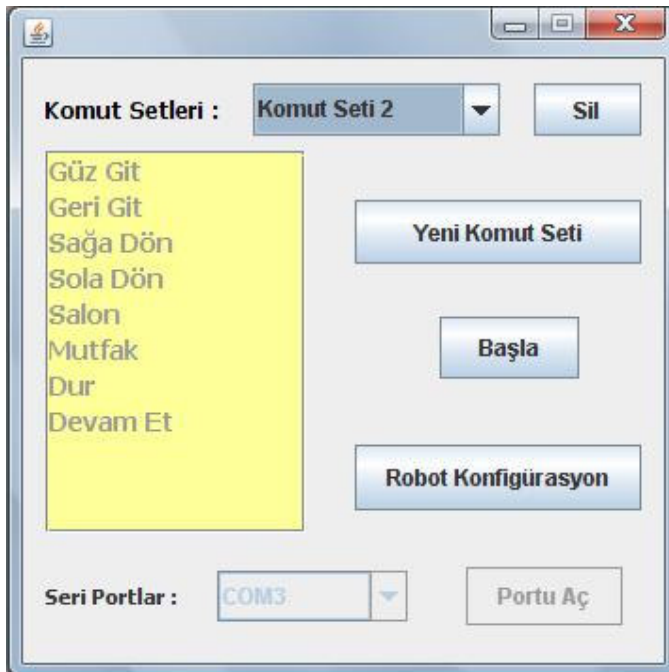 Komut Setleri :
Komut Seti 2
Sil
Güz Git
Geri Git
Sağa Dön
Sola Dön
Salon
Mutfak
Dur
Devam Et
Yeni Komut Seti
Başla
Robot Konfigürasyon
Seri Portlar :
COM3
Portu Aç